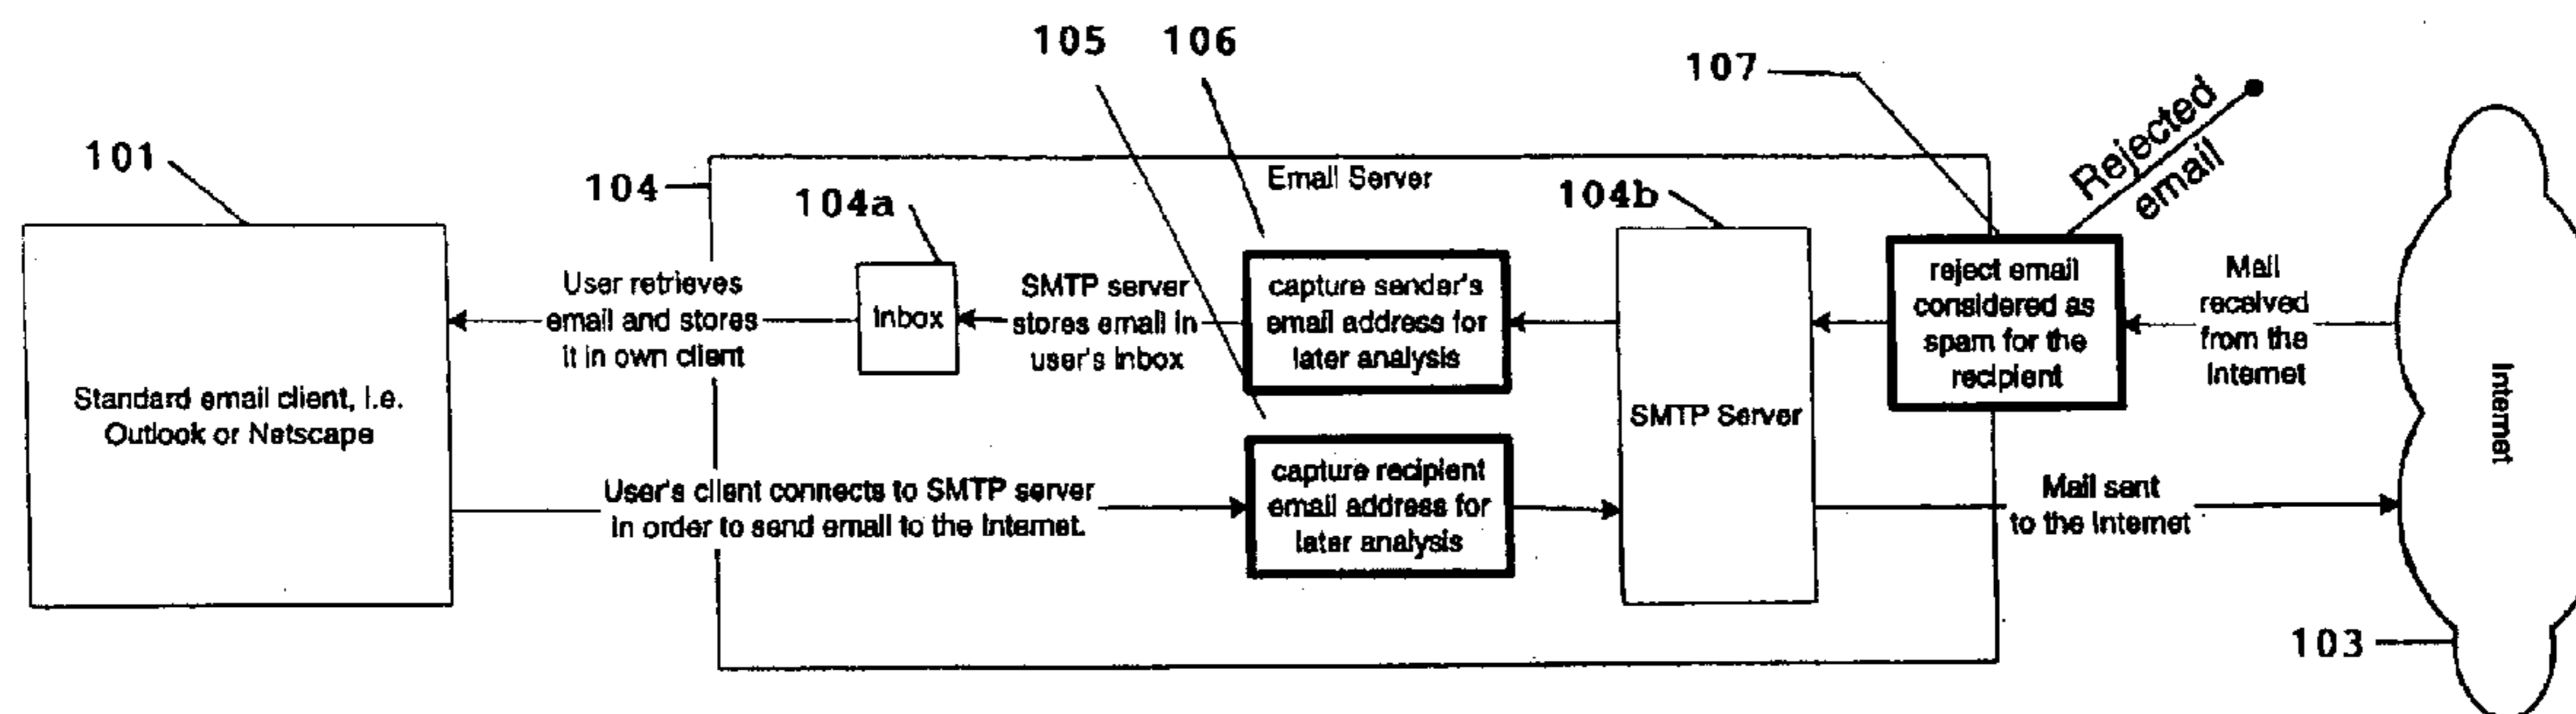 105
106
107
Rejected
email
101
104
Email Server
104a
104b
User retrieves
email and stores
it in own client
Inbox
SMTP server
stores email in
user's inbox
capture sender's
email address for
later analysis
reject email
considered as
spam for the
recipient
Mail
received
from the
Internet
Internet
Standard email client, i.e.
Outlook or Netscape
SMTP Server
User's client connects to SMTP server
in order to send email to the Internet.
capture recipient
email address for
later analysis
Mail sent
to the Internet
103